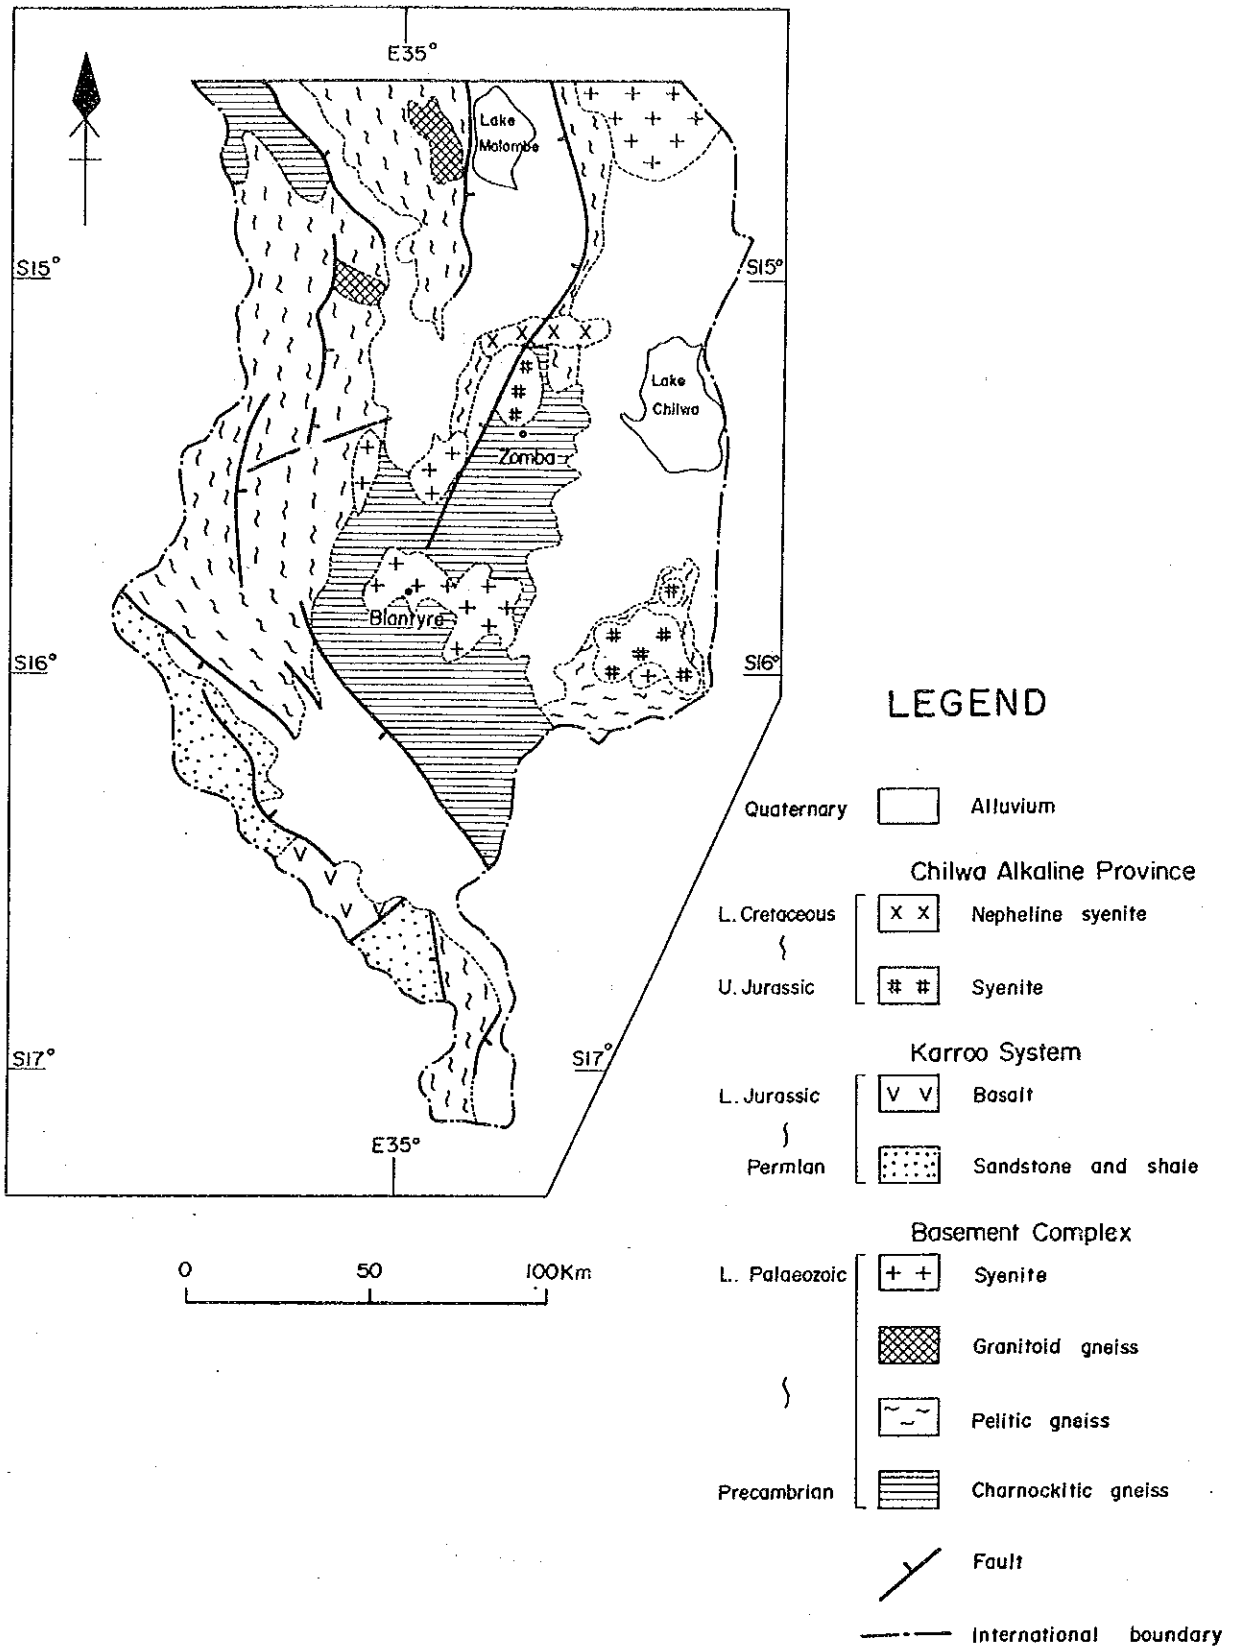 E35°
Lake
Malombe
S15°
S15°
Lake
Chilwa
Zomba
Blantyre
S16°
S16°
S17°
S17°
E35°
0 50 100Km
LEGEND
Quaternary Alluvium
Chilwa Alkaline Province
L. Cretaceous X X Nepheline syenite
U. Jurassic # # Syenite
Karroo System
L. Jurassic V V Basalt
Permian Sandstone and shale
Basement Complex
L. Palaeozoic + + Syenite
Granitoid gneiss
Pelitic gneiss
Precambrian Charnockitic gneiss
Fault
International boundary